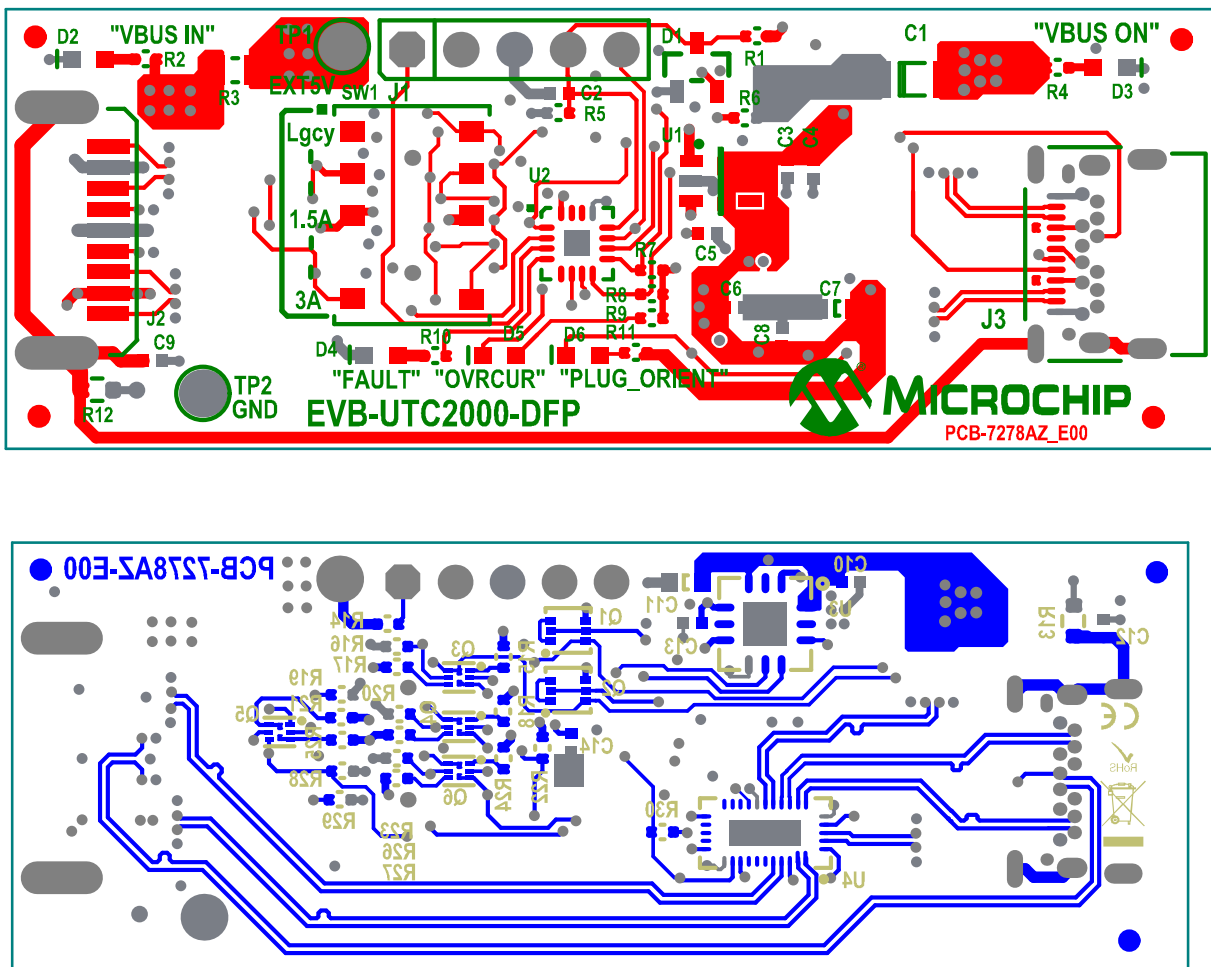 D2 "VBUS IN" TP1 D1 C1 "VBUS ON"
R2 R1
R3 EXT5V SW1 J1 C2 R6 R4 D3
R5
Lgcy U1 C3 C4
U2
1.5A
C5
R7
3A R8 C6 C7
J2 R9 J3
R10 D5 D6 R11 C8
C9 D4
"FAULT" "OVRCUR" "PLUG_ORIENT"
R12 TP2
GND
EVB-UTC2000-DFP
MICROCHIP
PCB-7278AZ_E00
PCB-7278AZ-E00
C10
C11 U3
R14 Q1 R13
R16 C13 C12
R17 Q3
R19 R20 Q2
R21
Q5
CE
C14
RoHS
R28 R24 R22
Q6
R29 R30
R23
R26
R27 U4